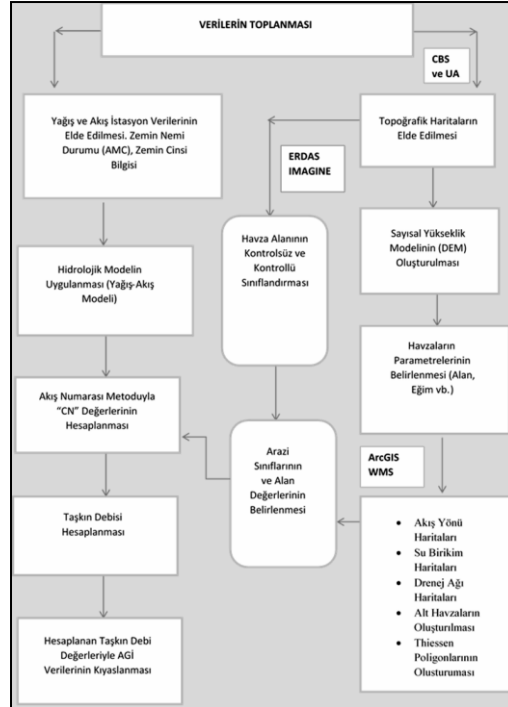 VERİLERİN TOPLANMASI
CBS
ve UA
Yağış ve Akış İstasyon Verilerinin
Elde Edilmesi. Zemin Nemi
Durumu (AMC), Zemin Cinsi
Bilgisi
Topoğrafik Haritaların
Elde Edilmesi
ERDAS
IMAGINE
Havza Alanının
Kontrolsüz ve
Kontrollü
Sınıflandırması
Sayısal Yükseklik
Modelinin (DEM)
Oluşturulması
Hidrolojik Modelin
Uygulanması (Yağış-Akış
Modeli)
Havzaların
Parametrelerinin
Belirlenmesi (Alan,
Eğim vb.)
Akış Numarası Metoduyla
"CN" Değerlerinin
Hesaplanması
Arazi
Sınıflarının
ve Alan
Değerlerinin
Belirlenmesi
ArcGIS
WMS
Taşkın Debisi
Hesaplanması
• Akış Yönü
Haritaları
• Su Birikim
Haritaları
• Drenej Ağı
Haritaları
• Alt Havzaların
Oluşturılması
• Thiessen
Poligonlarının
Olusturuması
Hesaplanan Taşkın Debi
Değerleriyle AGİ
Verilerinin Kıyaslanması